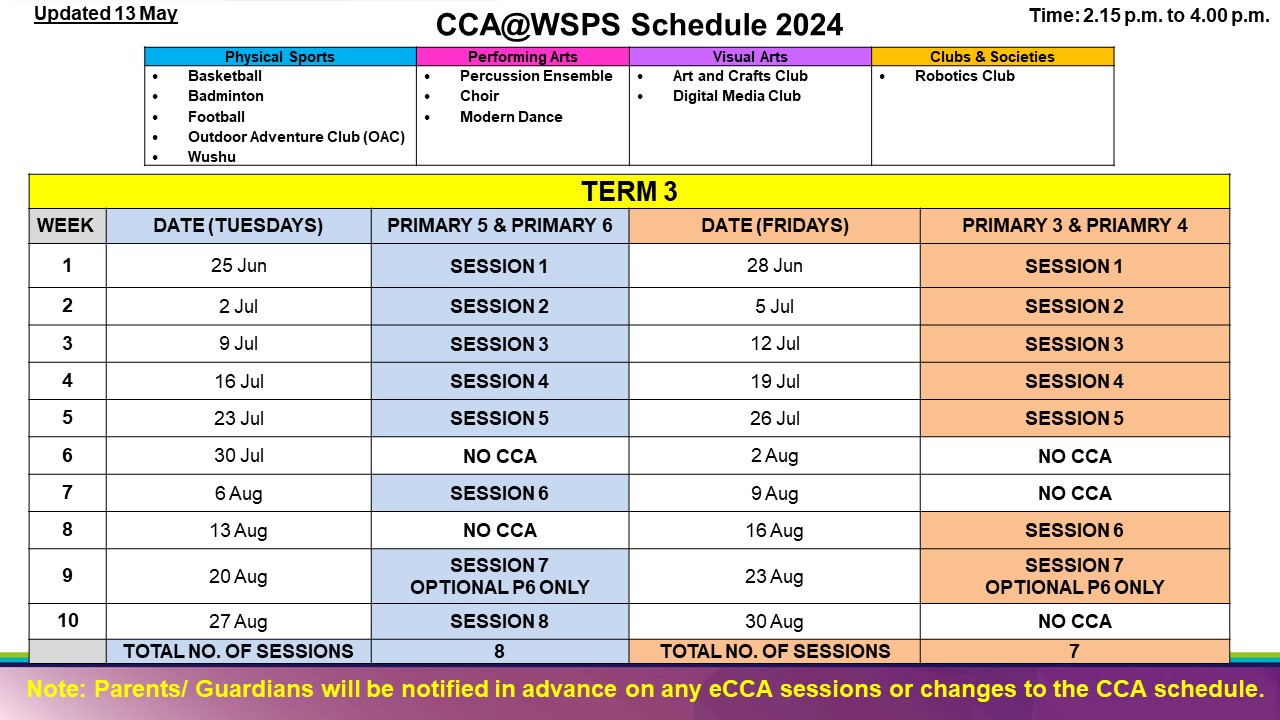 Updated 13 May
CCA@WSPS Schedule 2024
Time: 2.15 p.m. to 4.00 p.m.
Physical Sports Performing Arts Visual Arts Clubs & Societies
• Basketball • Percussion Ensemble • Art and Crafts Club • Robotics Club
• Badminton • Choir • Digital Media Club
• Football • Modern Dance
• Outdoor Adventure Club (OAC)
• Wushu
TERM 3
WEEK DATE (TUESDAYS) PRIMARY 5 & PRIMARY 6 DATE (FRIDAYS) PRIMARY 3 & PRIAMRY 4
1 25 Jun SESSION 1 28 Jun SESSION 1
2 2 Jul SESSION 2 5 Jul SESSION 2
3 9 Jul SESSION 3 12 Jul SESSION 3
4 16 Jul SESSION 4 19 Jul SESSION 4
5 23 Jul SESSION 5 26 Jul SESSION 5
6 30 Jul NO CCA 2 Aug NO CCA
7 6 Aug SESSION 6 9 Aug NO CCA
8 13 Aug NO CCA 16 Aug SESSION 6
9 20 Aug SESSION 7 23 Aug SESSION 7
OPTIONAL P6 ONLY OPTIONAL P6 ONLY
10 27 Aug SESSION 8 30 Aug NO CCA
TOTAL NO. OF SESSIONS 8 TOTAL NO. OF SESSIONS 7
Note: Parents/ Guardians will be notified in advance on any eCCA sessions or changes to the CCA schedule.